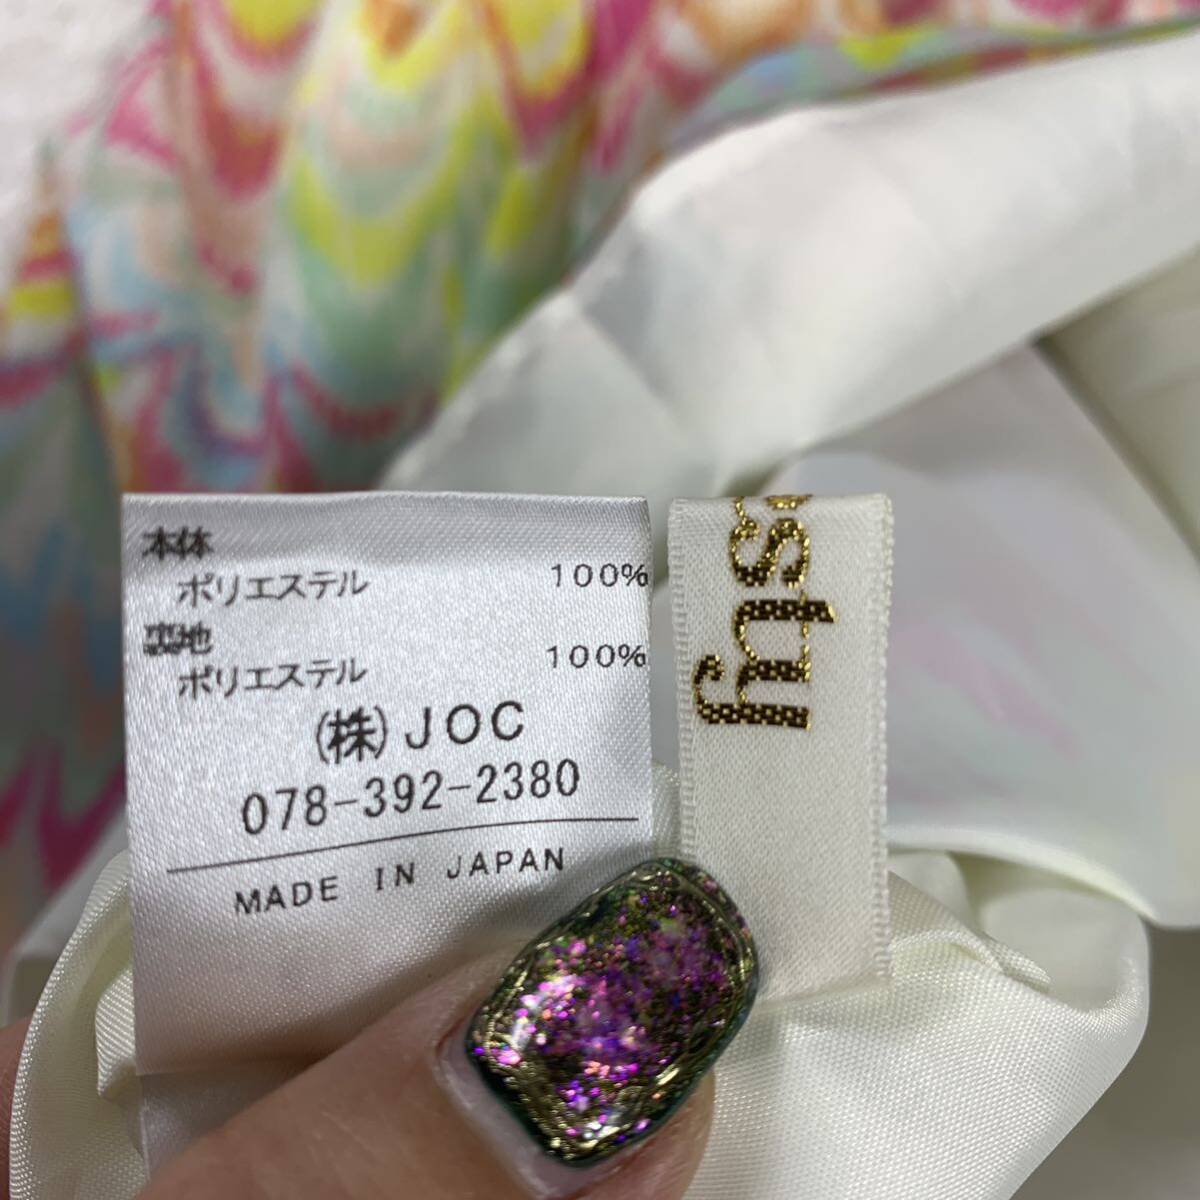 本体
ポリエステル 100%
裏地
ポリエステル 100%
(株)JOC
078-392-2380
MADE IN JAPAN